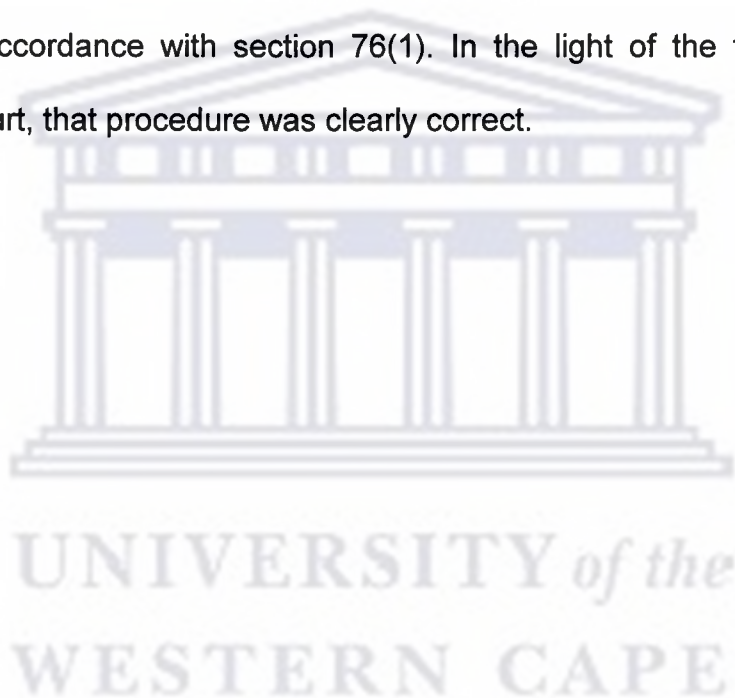 ccordance with section 76(1). In the light of the
rt, that procedure was clearly correct.
UNIVERSITY of the
WESTERN CAPE